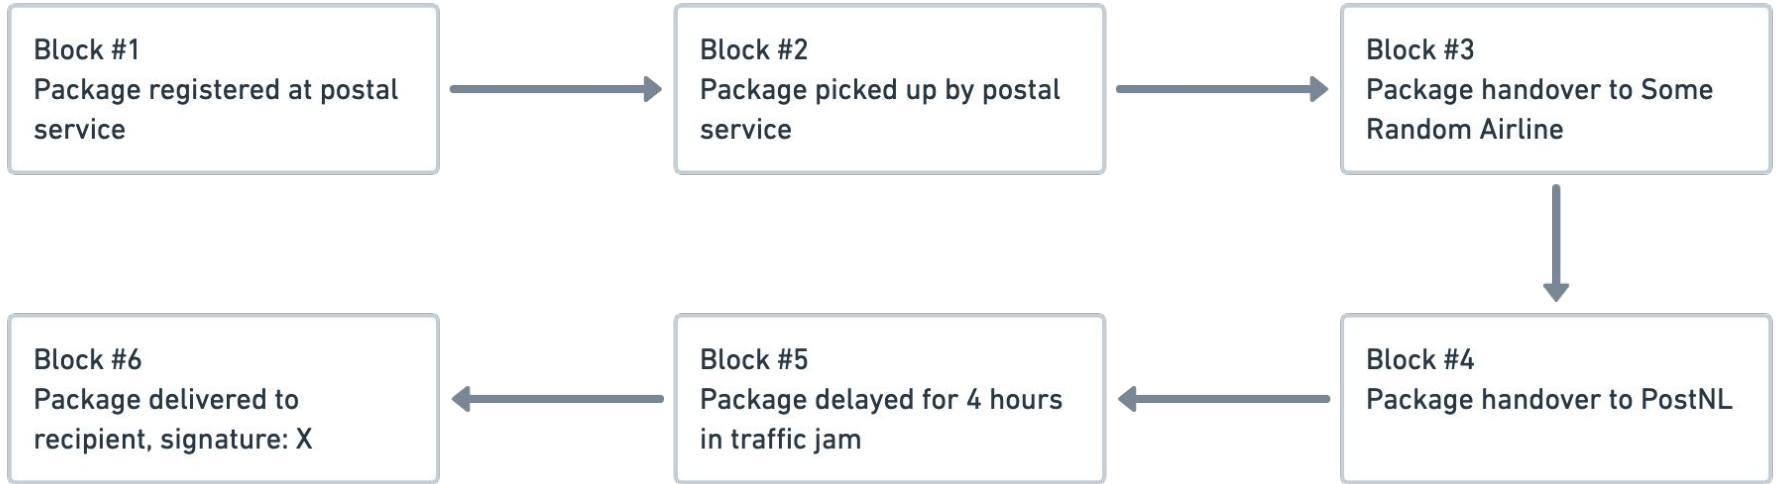 Block #1
Package registered at postal
service
Block #2
Package picked up by postal
service
Block #3
Package handover to Some
Random Airline
Block #4
Package handover to PostNL
Block #5
Package delayed for 4 hours
in traffic jam
Block #6
Package delivered to
recipient, signature: X